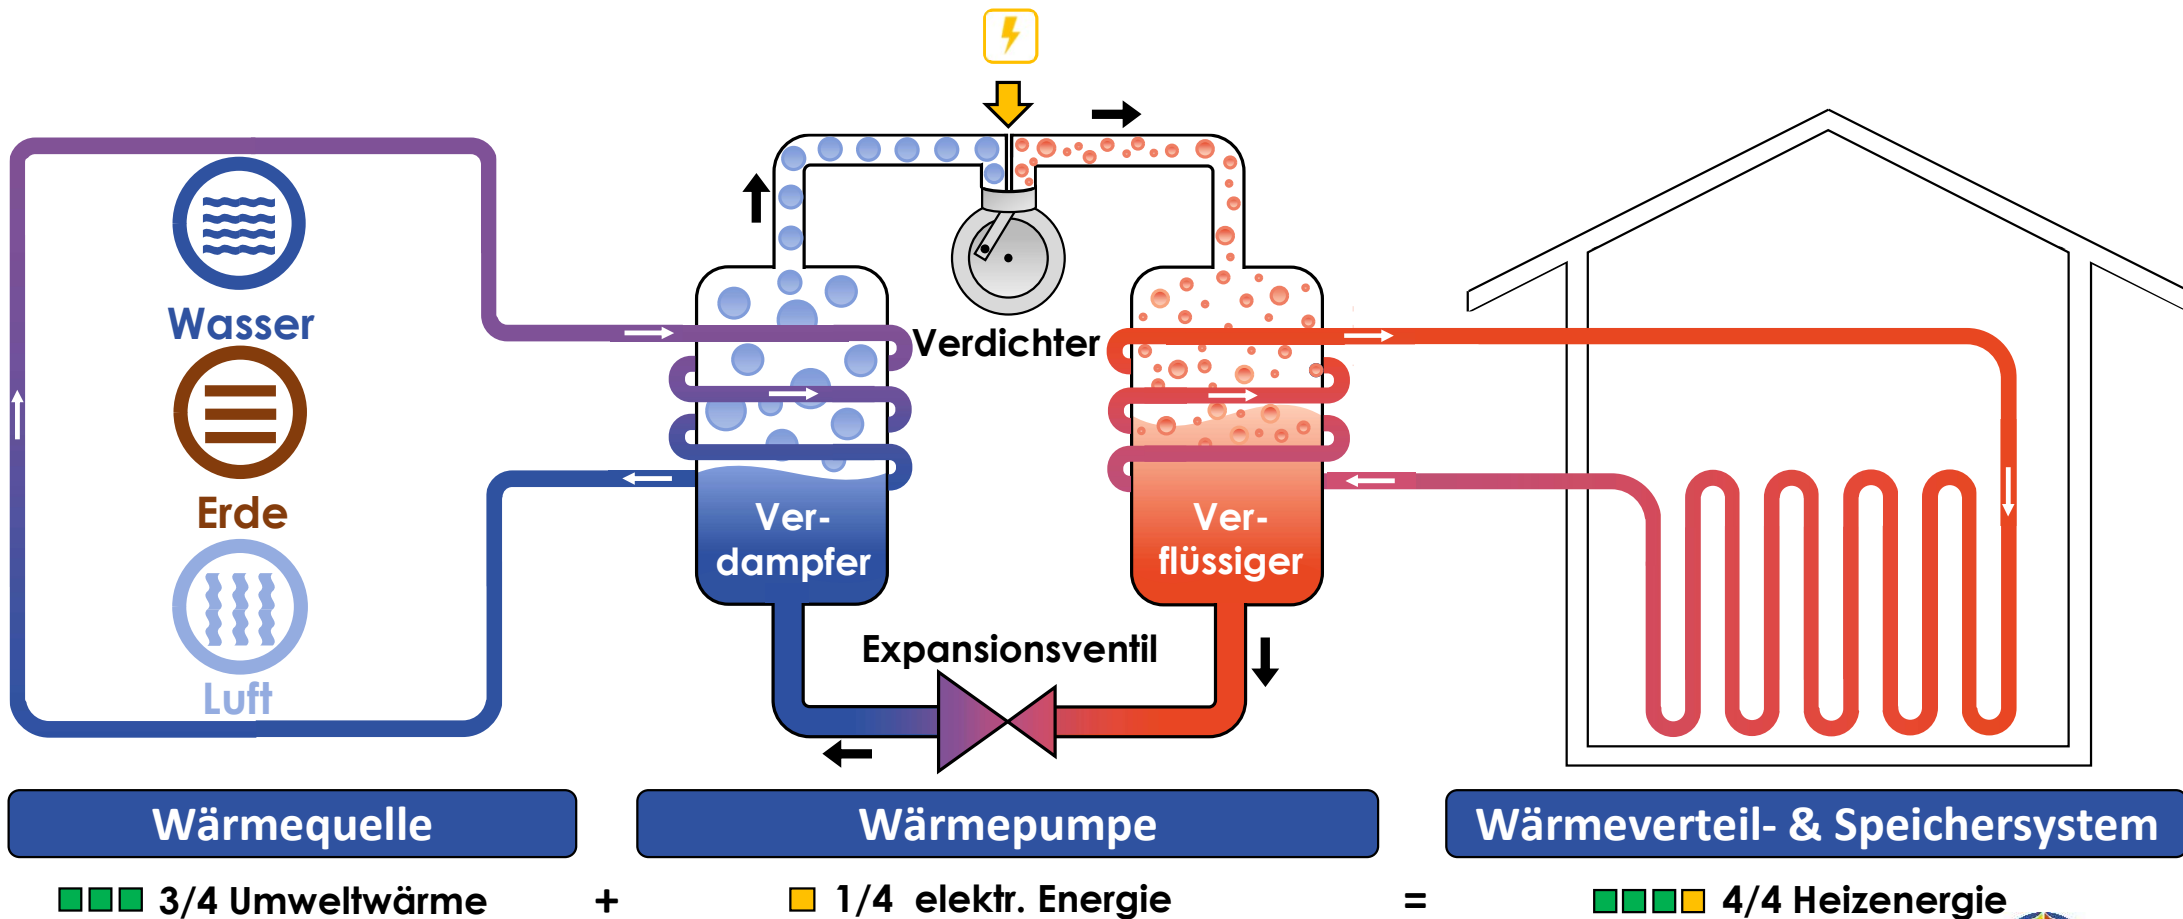 Wasser
Erde
Luft
Verdichter
Ver-
dampfer
Ver-
flüssiger
Expansionsventil
Wärmequelle
Wärmepumpe
Wärmeverteil- & Speichersystem
3/4 Umweltwärme
+
1/4 elektr. Energie
=
4/4 Heizenergie